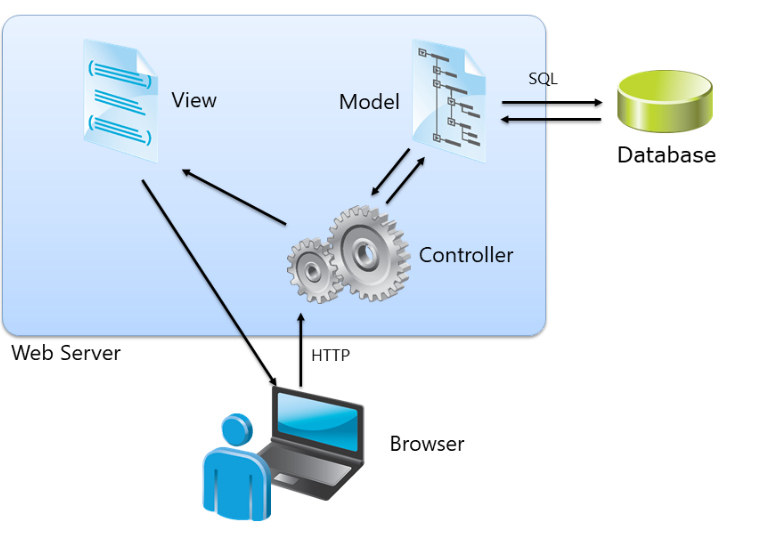 View
Model
SQL
Database
Controller
Web Server
HTTP
Browser